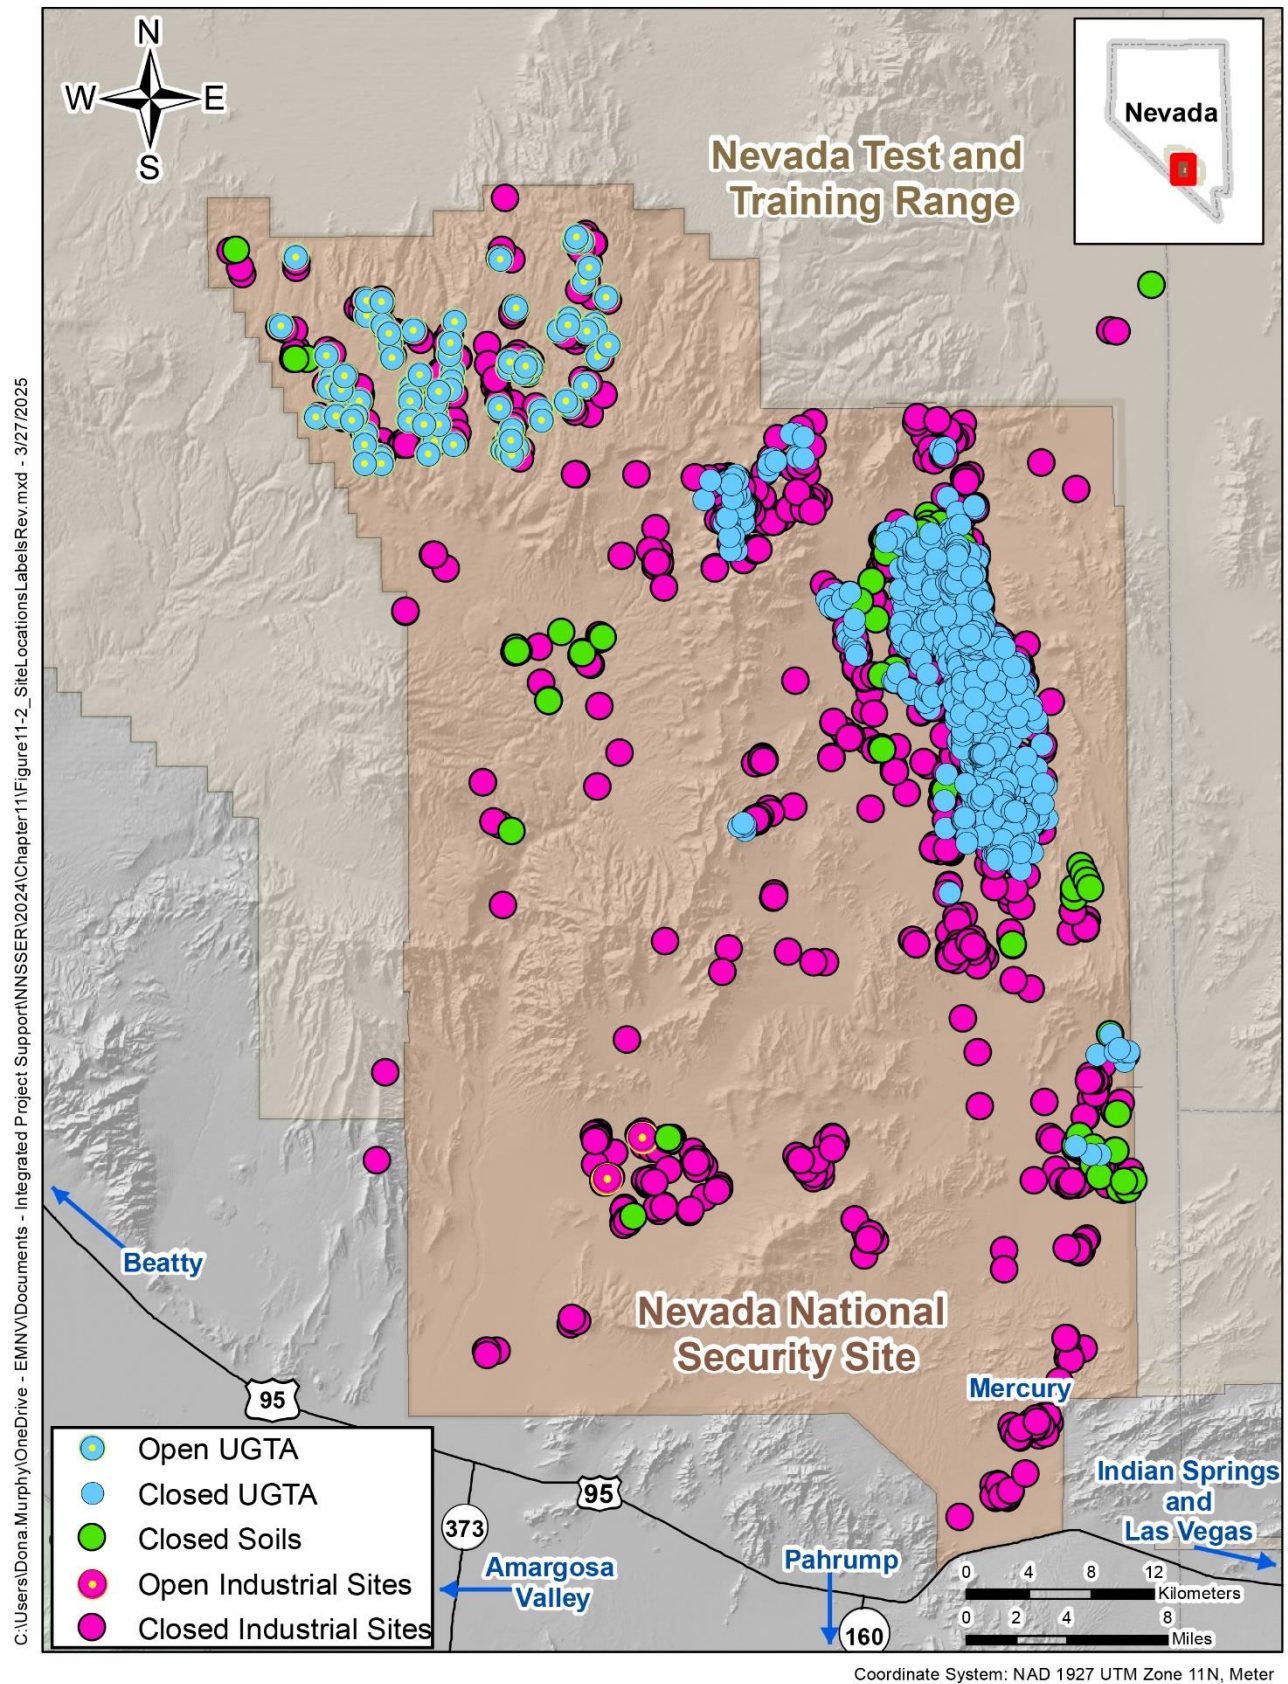 N
W E
S
Nevada
Nevada Test and
Training Range
C:\Users\Dona.Murphy\OneDrive - EMNV\Documents - Integrated Project Support\NNSSER\2024\Chapter11\Figure11-2_SiteLocationsLabelsRev.mxd - 3/27/2025
Beatty
Nevada National
Security Site
Mercury
95
Indian Springs
and
Las Vegas
95
373
Amargosa
Valley
Pahrump
160
Open UGTA
Closed UGTA
Closed Soils
Open Industrial Sites
Closed Industrial Sites
0 4 8 12
Kilometers
0 2 4 8
Miles
Coordinate System: NAD 1927 UTM Zone 11N, Meter